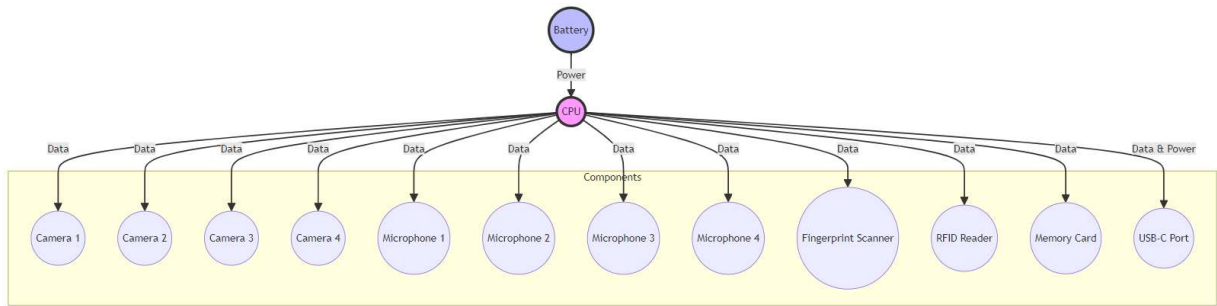 Battery
Power
CPU
Data
Data
Data
Data
Data
Data
Data
Data
Data
Data
Data
Data & Power
Components
Camera 1
Camera 2
Camera 3
Camera 4
Microphone 1
Microphone 2
Microphone 3
Microphone 4
Fingerprint Scanner
RFID Reader
Memory Card
USB-C Port